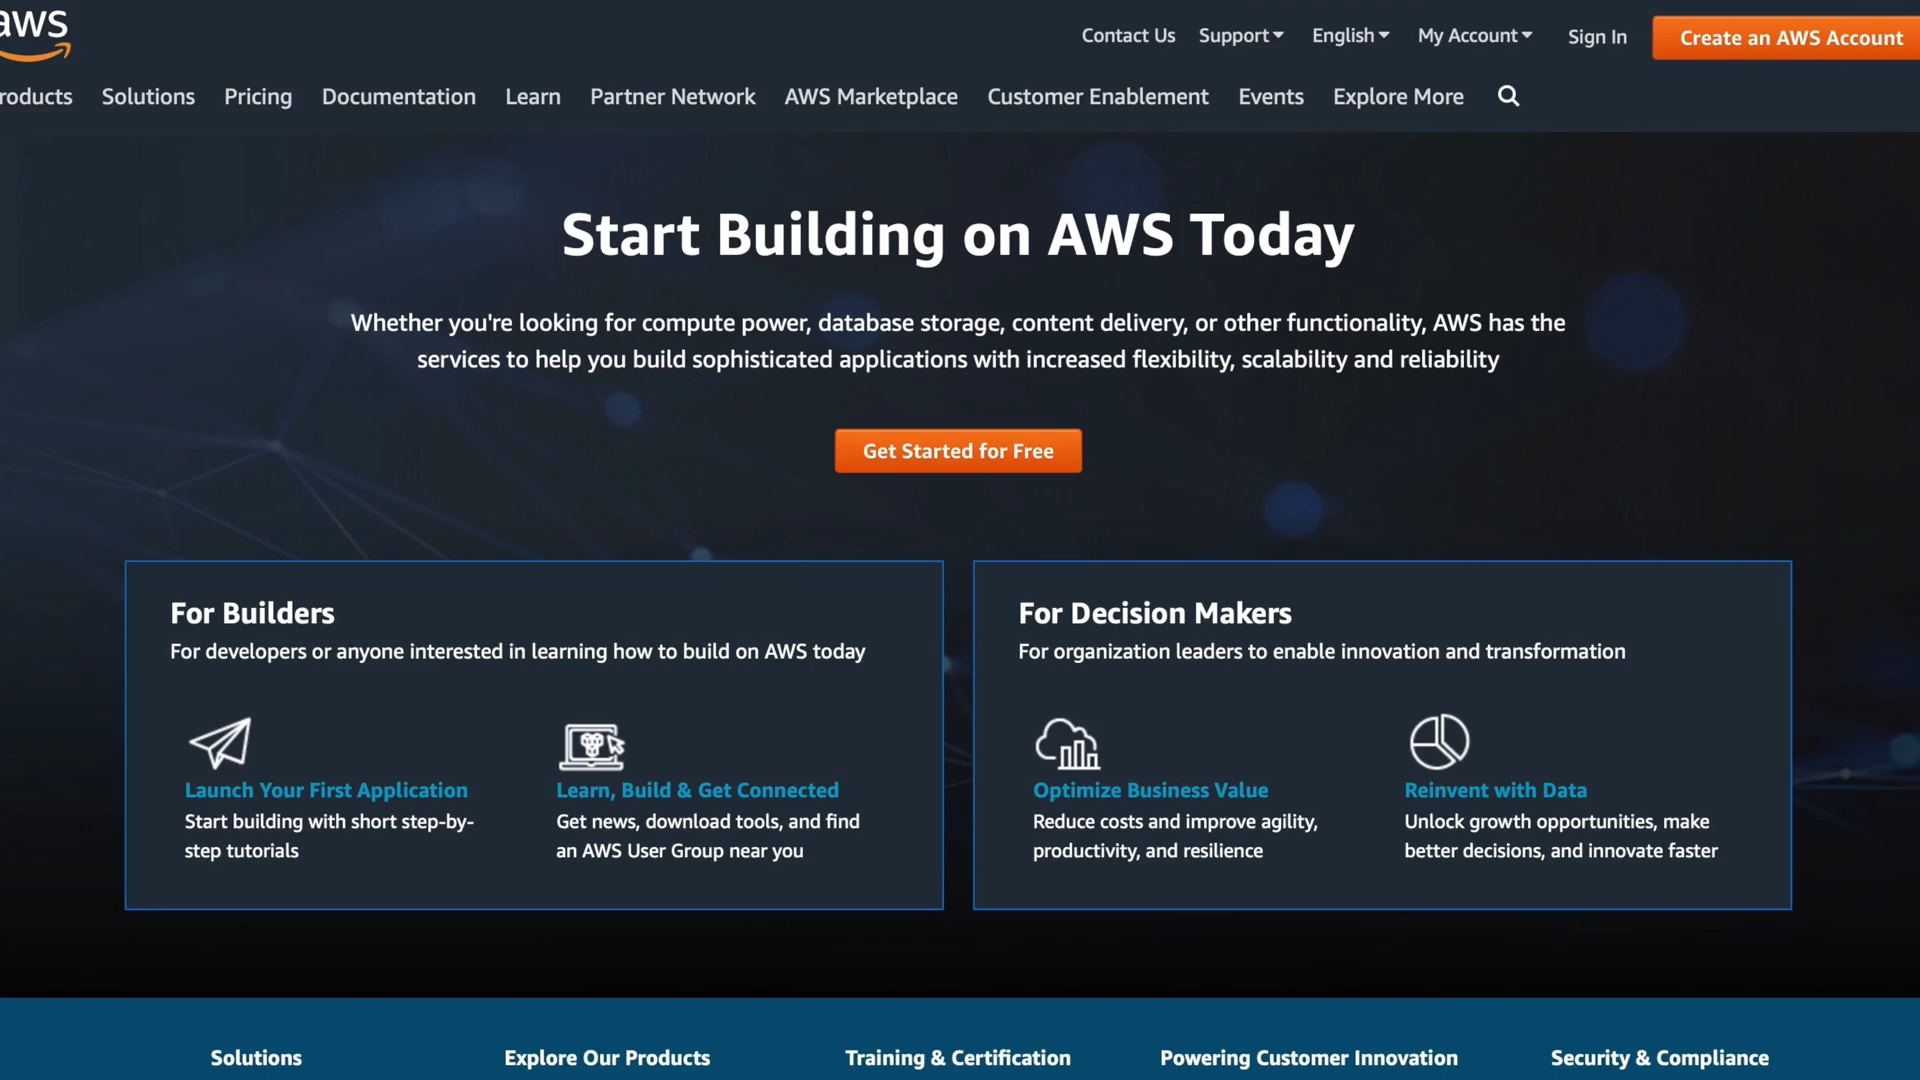 aws
Contact Us Support English My Account Sign In Create an AWS Account
roducts Solutions Pricing Documentation Learn Partner Network AWS Marketplace Customer Enablement Events Explore More
Start Building on AWS Today
Whether you're looking for compute power, database storage, content delivery, or other functionality, AWS has the
services to help you build sophisticated applications with increased flexibility, scalability and reliability
Get Started for Free
For Builders
For developers or anyone interested in learning how to build on AWS today
Launch Your First Application
Start building with short step-by-
step tutorials
Learn, Build & Get Connected
Get news, download tools, and find
an AWS User Group near you
For Decision Makers
For organization leaders to enable innovation and transformation
Optimize Business Value
Reduce costs and improve agility,
productivity, and resilience
Reinvent with Data
Unlock growth opportunities, make
better decisions, and innovate faster
Solutions Explore Our Products Training & Certification Powering Customer Innovation Security & Compliance